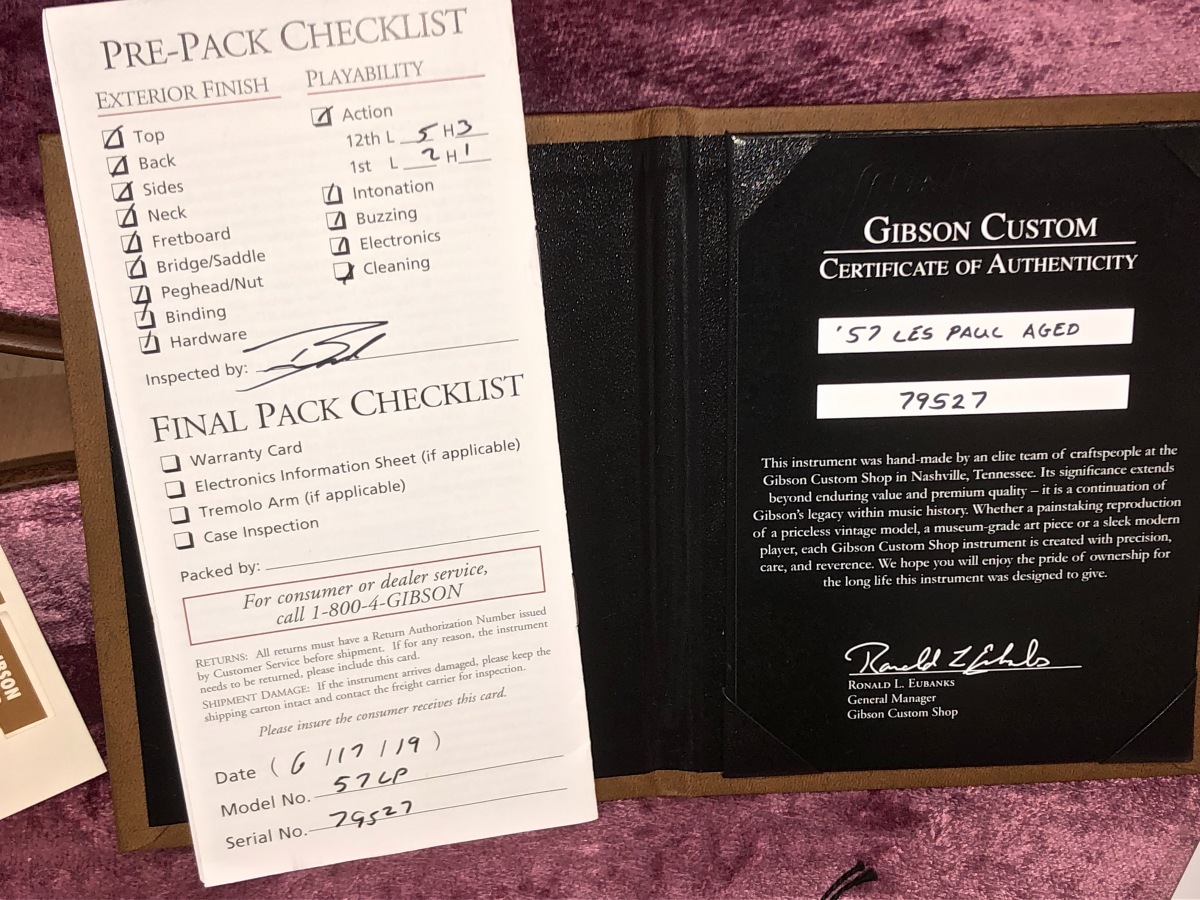 PRE-PACK CHECKLIST
EXTERIOR FINISH
Top
Back
Sides
Neck
Fretboard
Bridge/Saddle
Peghead/Nut
Binding
Hardware
PLAYABILITY
Action
12th L 5 H 3
1st L 2 H 1
Intonation
Buzzing
Electronics
Cleaning
Inspected by:
FINAL PACK CHECKLIST
Warranty Card
Electronics Information Sheet (if applicable)
Tremolo Arm (if applicable)
Case Inspection
Packed by:
For consumer or dealer service,
call 1-800-4-GIBSON
RETURNS: All returns must have a Return Authorization Number issued
by Customer Service before shipment. If for any reason, the instrument
needs to be returned, please include this card.
SHIPMENT DAMAGE: If the instrument arrives damaged, please keep the
shipping carton intact and contact the freight carrier for inspection.
Please insure the consumer receives this card.
Date ( 6 / 17 / 19 )
Model No. 57 LP
Serial No. 79527
GIBSON CUSTOM
CERTIFICATE OF AUTHENTICITY
'57 LES PAUL AGED
79527
This instrument was hand-made by an elite team of craftspeople at the
Gibson Custom Shop in Nashville, Tennessee. Its significance extends
beyond enduring value and premium quality – it is a continuation of
Gibson's legacy within music history. Whether a painstaking reproduction
of a priceless vintage model, a museum-grade art piece or a sleek modern
player, each Gibson Custom Shop instrument is created with precision,
care, and reverence. We hope you will enjoy the pride of ownership for
the long life this instrument was designed to give.
Ronald L Eubanks
RONALD L. EUBANKS
General Manager
Gibson Custom Shop